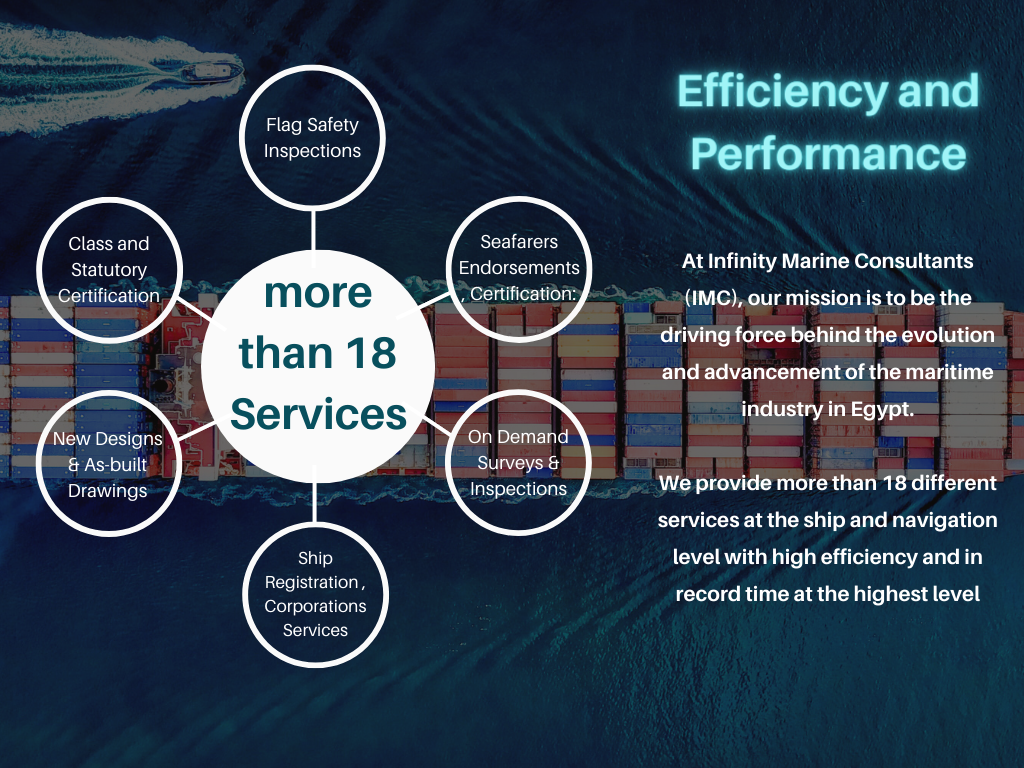 Efficiency and
Performance
Flag Safety
Inspections
Class and
Statutory
Certification
Seafarers
Endorsements
, Certification:
more
than 18
Services
New Designs
& As-built
Drawings
On Demand
Surveys &
Inspections
Ship
Registration ,
Corporations
Services
At Infinity Marine Consultants
(IMC), our mission is to be the
driving force behind the evolution
and advancement of the maritime
industry in Egypt.
We provide more than 18 different
services at the ship and navigation
level with high efficiency and in
record time at the highest level